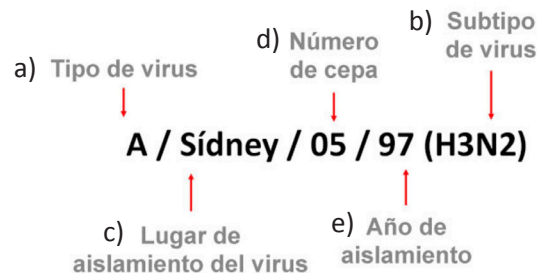 b) Subtipo
de virus
d) Número
de cepa
a) Tipo de virus
A / Sídney / 05 / 97 (H3N2)
c) Lugar de
aislamiento del virus
e) Año de
aislamiento